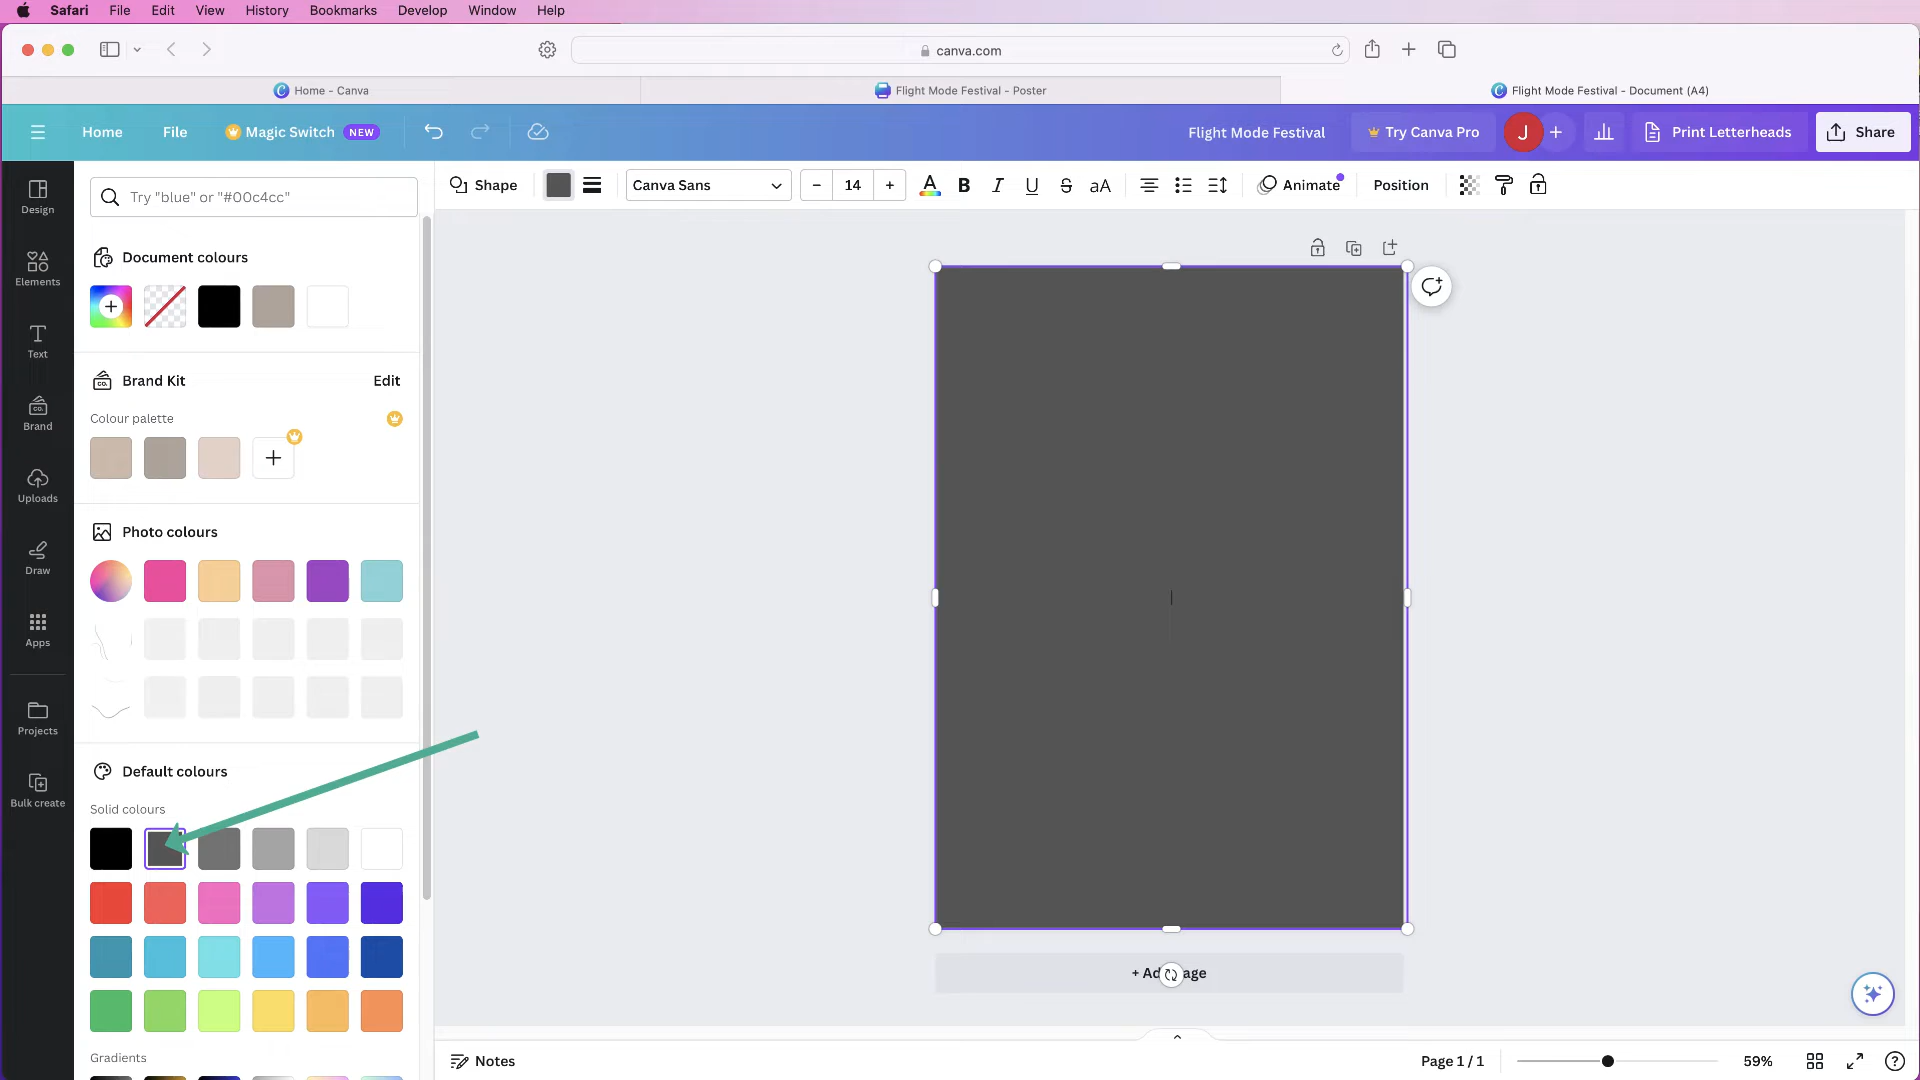 Safari File Edit View History Bookmarks Develop Window Help
canva.com
Home - Canva
Flight Mode Festival - Poster
Flight Mode Festival - Document (A4)
Home File Magic Switch NEW
Flight Mode Festival
Try Canva Pro
J
Print Letterheads
Share
Shape
Canva Sans
− 14 +
A B I U S aA
Animate
Position
Try "blue" or "#00c4cc"
Design
Elements
Text
Brand
Uploads
Draw
Apps
Projects
Bulk create
Document colours
Brand Kit
Edit
Colour palette
Photo colours
Default colours
Solid colours
Gradients
Notes
Page 1 / 1
59%